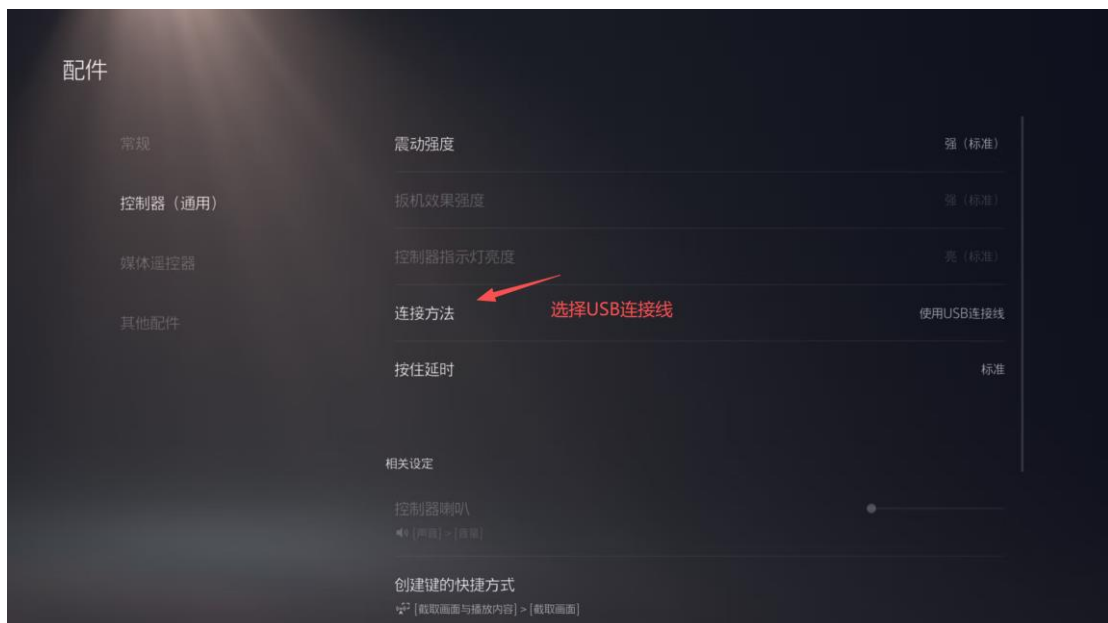 配件
常规
控制器（通用）
媒体遥控器
其他配件
震动强度 强（标准）
扳机效果强度 强（标准）
控制器指示灯亮度 亮（标准）
连接方法 选择USB连接线 使用USB连接线
按住延时 标准
相关设定
控制器喇叭
[声音] > [音量]
创建键的快捷方式
[截取画面与播放内容] > [截取画面]